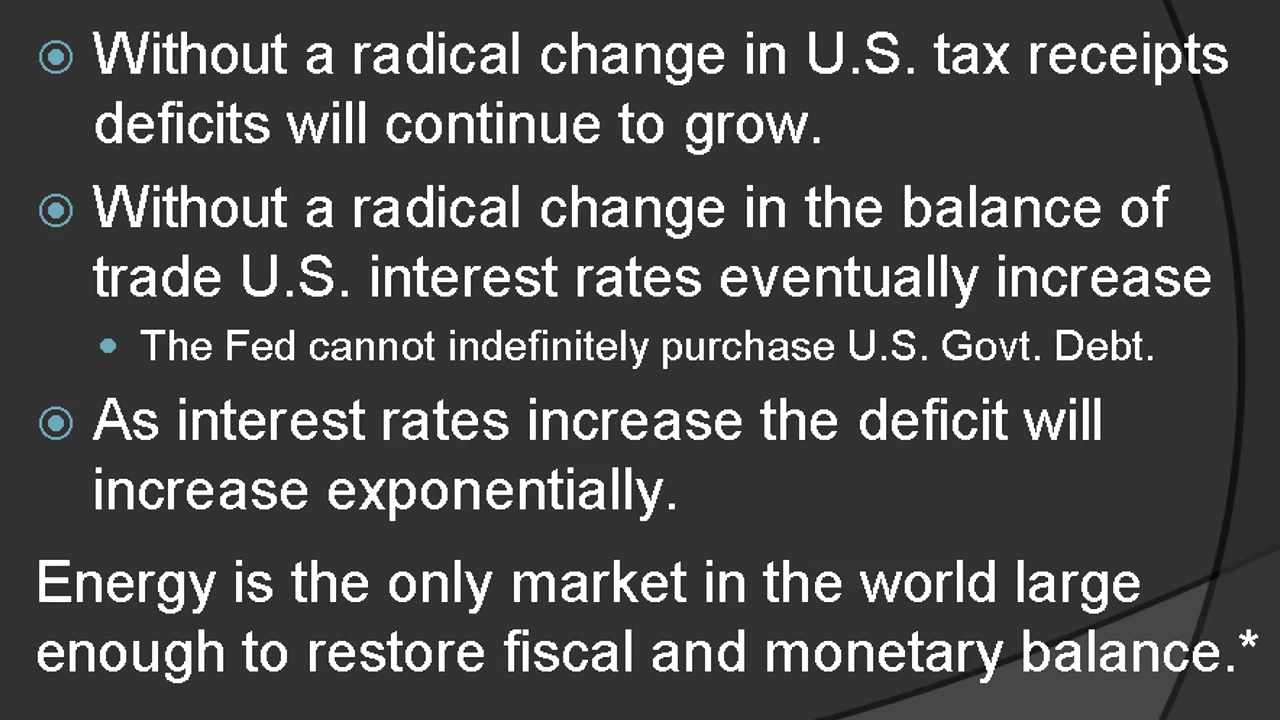 Without a radical change in U.S. tax receipts
deficits will continue to grow.
Without a radical change in the balance of
trade U.S. interest rates eventually increase
The Fed cannot indefinitely purchase U.S. Govt. Debt.
As interest rates increase the deficit will
increase exponentially.
Energy is the only market in the world large
enough to restore fiscal and monetary balance.*